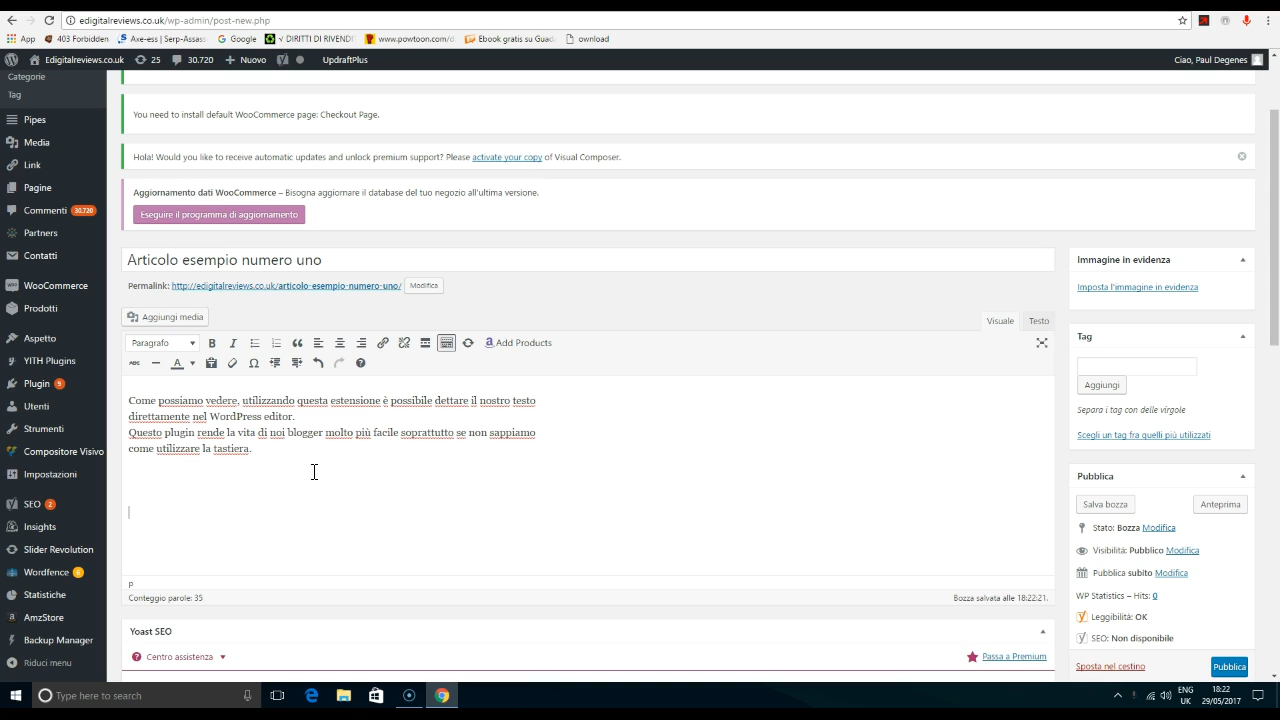 edigitalreviews.co.uk/wp-admin/post-new.php
App
403 Forbidden
Axe-ess | Serp-Assas
Google
√ DIRITTI DI RIVENDI
www.powtoon.com/d
Ebook gratis su Guad
ownload
Edigitalreviews.co.uk
25
30.720
Nuovo
UpdraftPlus
Ciao, Paul Degenes
Categorie
Tag
Pipes
Media
Link
Pagine
Commenti 30.720
Partners
Contatti
WooCommerce
Prodotti
Aspetto
YITH Plugins
Plugin 9
Utenti
Strumenti
Compositore Visivo
Impostazioni
SEO 2
Insights
Slider Revolution
Wordfence 6
Statistiche
AmzStore
Backup Manager
Riduci menu
You need to install default WooCommerce page: Checkout Page.
Hola! Would you like to receive automatic updates and unlock premium support? Please activate your copy of Visual Composer.
Aggiornamento dati WooCommerce – Bisogna aggiornare il database del tuo negozio all'ultima versione.
Eseguire il programma di aggiornamento
Articolo esempio numero uno
Permalink: http://edigitalreviews.co.uk/articolo-esempio-numero-uno/ Modifica
Aggiungi media
Visuale
Testo
Paragrafo
B
I
Add Products
ABC
A
Come possiamo vedere, utilizzando questa estensione è possibile dettare il nostro testo
direttamente nel WordPress editor.
Questo plugin rende la vita di noi blogger molto più facile soprattutto se non sappiamo
come utilizzare la tastiera.
P
Conteggio parole: 35
Bozza salvata alle 18:22:21.
Yoast SEO
Centro assistenza
Passa a Premium
Immagine in evidenza
Imposta l'immagine in evidenza
Tag
Aggiungi
Separa i tag con delle virgole
Scegli un tag fra quelli più utilizzati
Pubblica
Salva bozza
Anteprima
Stato: Bozza Modifica
Visibilità: Pubblico Modifica
Pubblica subito Modifica
WP Statistics – Hits: 0
Leggibilità: OK
SEO: Non disponibile
Sposta nel cestino
Pubblica
Type here to search
ENG
UK
18:22
29/05/2017